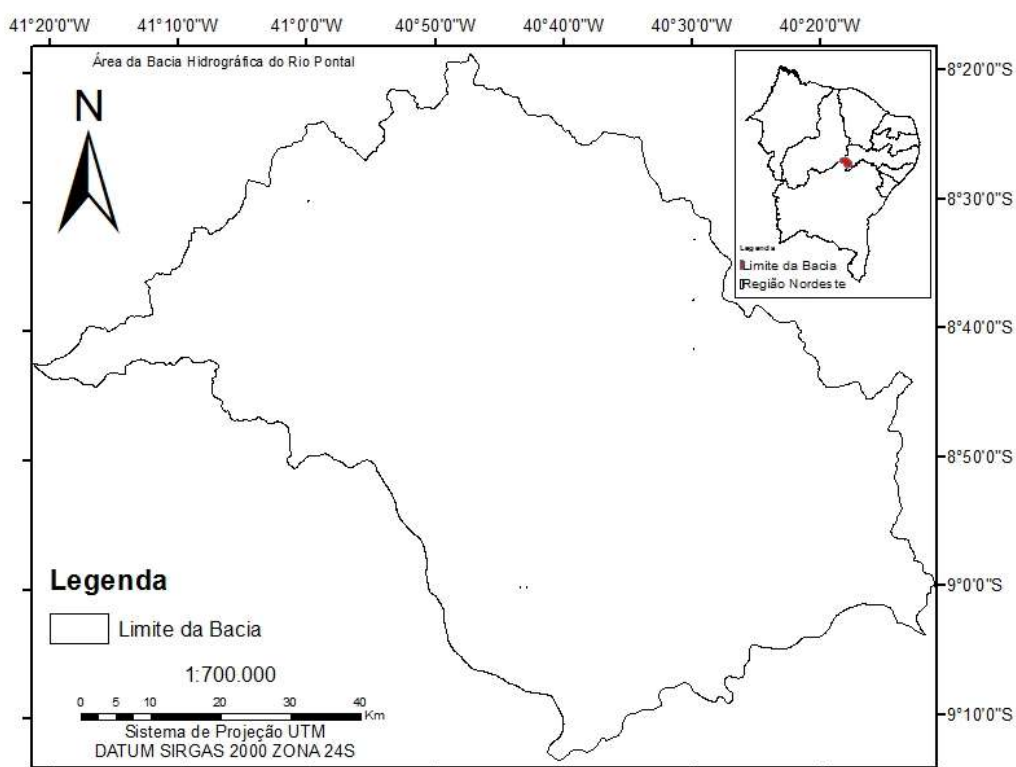 41°20'0"W 41°10'0"W 41°0'0"W 40°50'0"W 40°40'0"W 40°30'0"W 40°20'0"W
Área da Bacia Hidrográfica do Rio Pontal
N
Legenda
Limite da Bacia
Região Nordeste
8°20'0"S
8°30'0"S
8°40'0"S
8°50'0"S
9°0'0"S
9°10'0"S
Legenda
Limite da Bacia
1:700.000
0 5 10 20 30 40
Km
Sistema de Projeção UTM
DATUM SIRGAS 2000 ZONA 24S